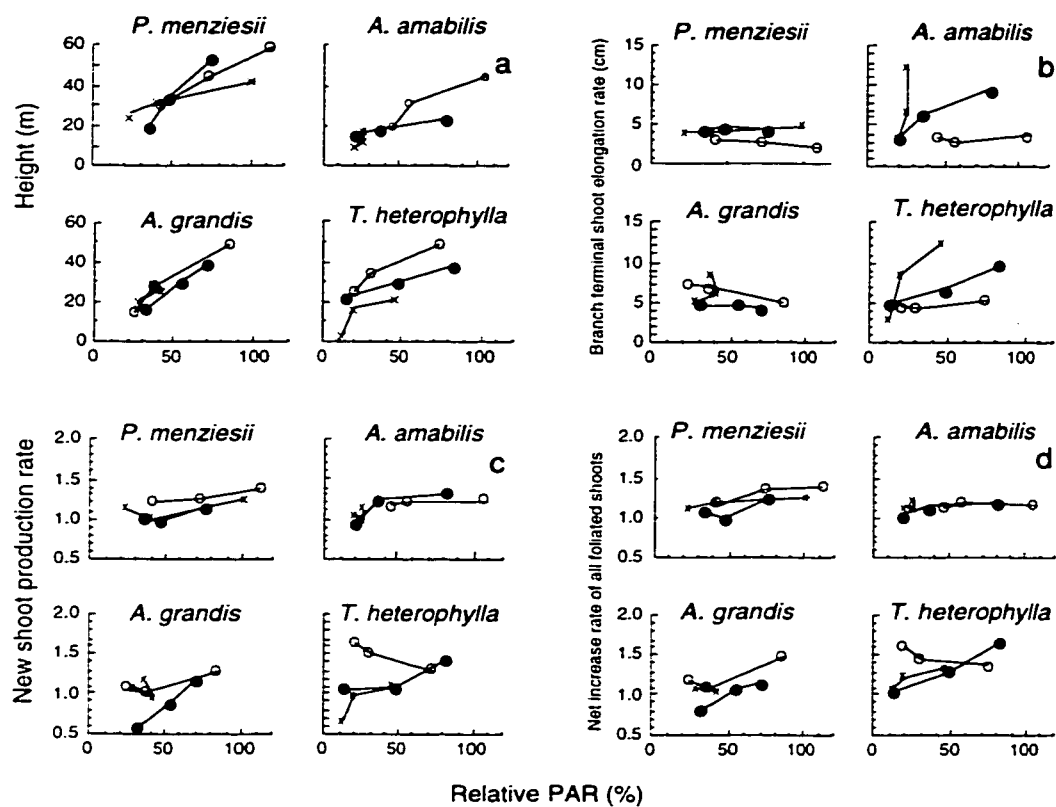 P. menziesii
A. amabilis
a
60
40
20
0
Height (m)
A. grandis
T. heterophylla
60
40
20
0
0 50 100
0 50 100
P. menziesii
A. amabilis
b
15
10
5
0
Branch terminal shoot elongation rate (cm)
A. grandis
T. heterophylla
15
10
5
0
0 50 100
0 50 100
P. menziesii
A. amabilis
c
2.0
1.5
1.0
0.5
New shoot production rate
A. grandis
T. heterophylla
2.0
1.5
1.0
0.5
0 50 100
0 50 100
P. menziesii
A. amabilis
d
2.0
1.5
1.0
0.5
Net increase rate of all foliated shoots
A. grandis
T. heterophylla
2.0
1.5
1.0
0.5
0 50 100
0 50 100
Relative PAR (%)